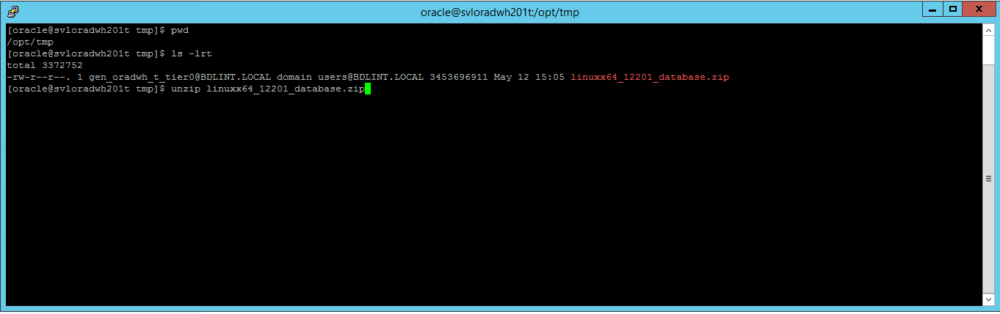 oracle@svloradwh201t:/opt/tmp
[oracle@svloradwh201t tmp]$ pwd
/opt/tmp
[oracle@svloradwh201t tmp]$ ls -lrt
total 3372752
-rw-r--r--. 1 gen_oradwh_t_tier0@BDLINT.LOCAL domain users@BDLINT.LOCAL 3453696911 May 12 15:05 linuxx64_12201_database.zip
[oracle@svloradwh201t tmp]$ unzip linuxx64_12201_database.zip